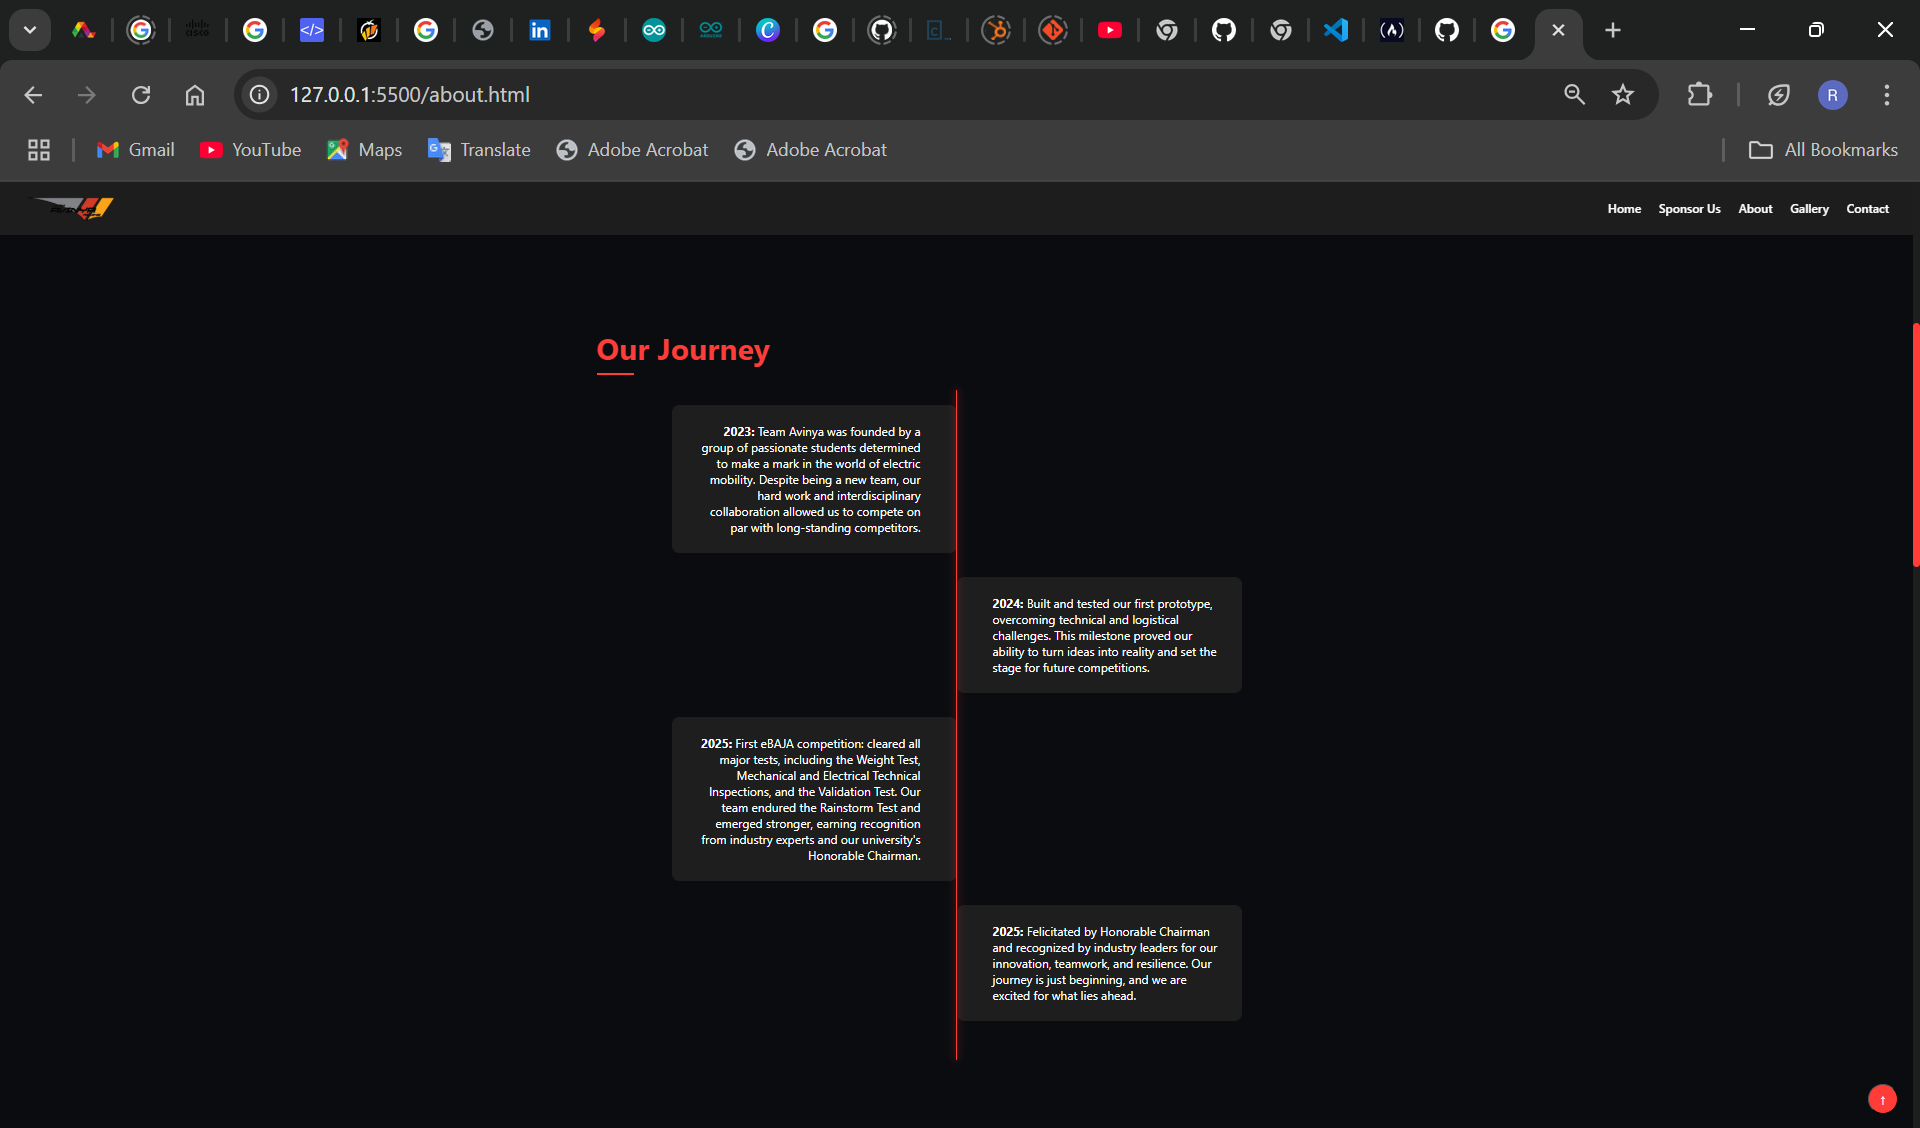 127.0.0.1:5500/about.html
R
Gmail
YouTube
Maps
Translate
Adobe Acrobat
Adobe Acrobat
All Bookmarks
Home
Sponsor Us
About
Gallery
Contact
Our Journey
2023: Team Avinya was founded by a
group of passionate students determined
to make a mark in the world of electric
mobility. Despite being a new team, our
hard work and interdisciplinary
collaboration allowed us to compete on
par with long-standing competitors.
2024: Built and tested our first prototype,
overcoming technical and logistical
challenges. This milestone proved our
ability to turn ideas into reality and set the
stage for future competitions.
2025: First eBAJA competition: cleared all
major tests, including the Weight Test,
Mechanical and Electrical Technical
Inspections, and the Validation Test. Our
team endured the Rainstorm Test and
emerged stronger, earning recognition
from industry experts and our university's
Honorable Chairman.
2025: Felicitated by Honorable Chairman
and recognized by industry leaders for our
innovation, teamwork, and resilience. Our
journey is just beginning, and we are
excited for what lies ahead.